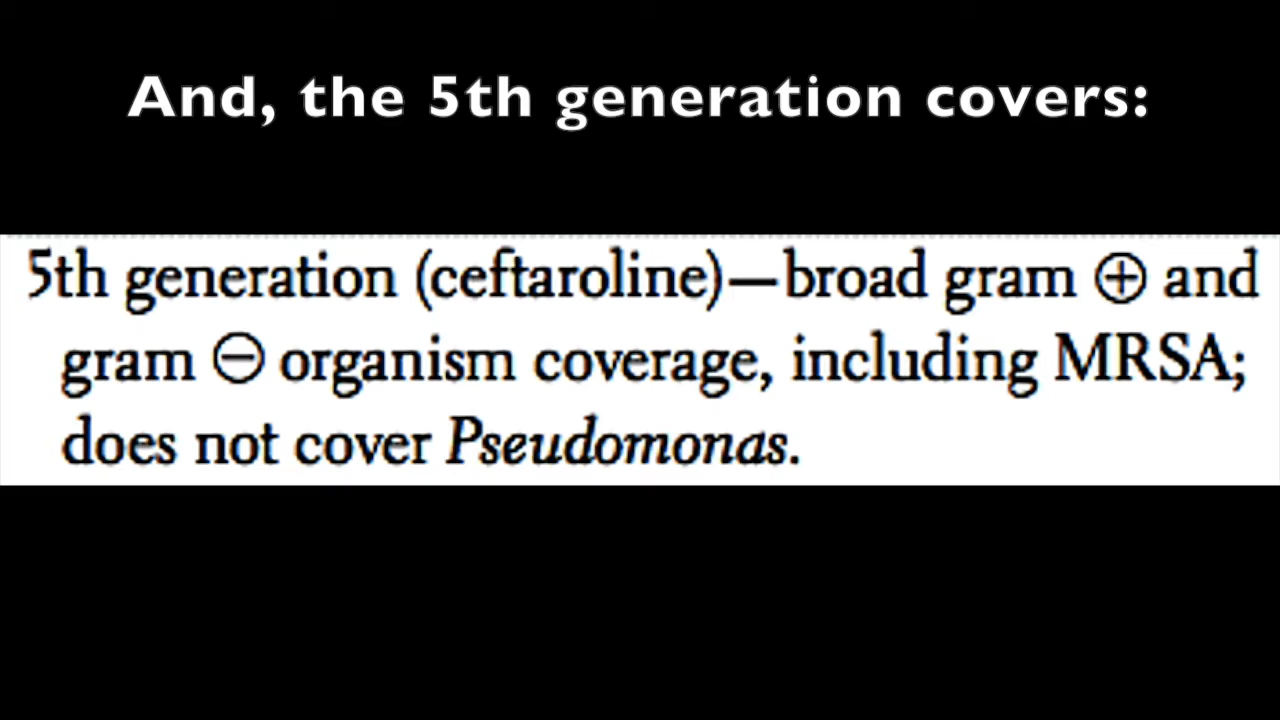 And, the 5th generation covers:
5th generation (ceftaroline)—broad gram ⊕ and
gram ⊖ organism coverage, including MRSA;
does not cover Pseudomonas.